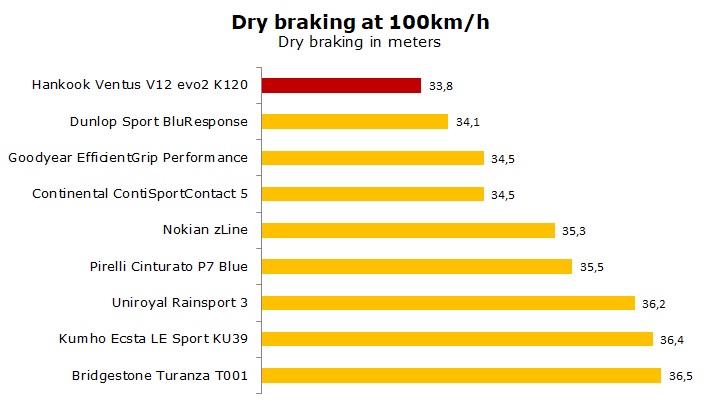 Dry braking at 100km/h
Dry braking in meters
Hankook Ventus V12 evo2 K120 33,8
Dunlop Sport BluResponse 34,1
Goodyear EfficientGrip Performance 34,5
Continental ContiSportContact 5 34,5
Nokian zLine 35,3
Pirelli Cinturato P7 Blue 35,5
Uniroyal Rainsport 3 36,2
Kumho Ecsta LE Sport KU39 36,4
Bridgestone Turanza T001 36,5